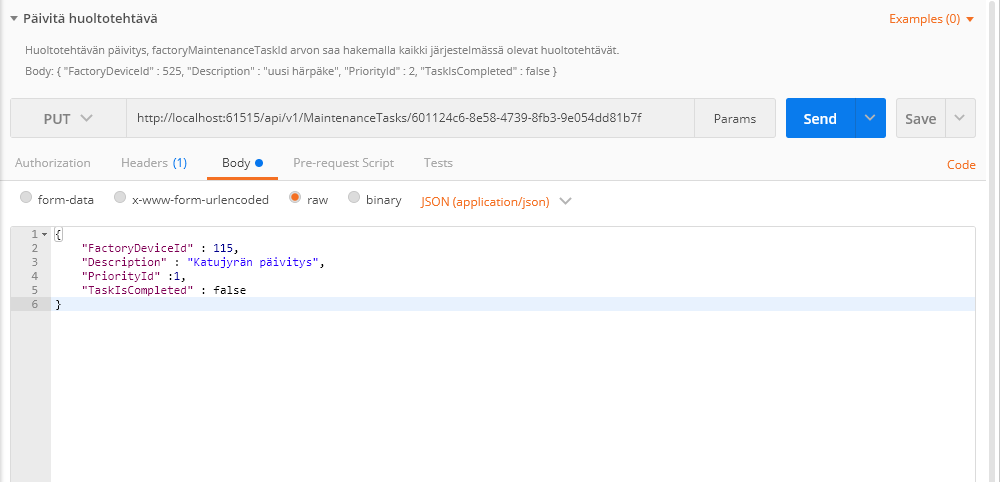 Päivitä huoltotehtävä
Examples (0)
Huoltotehtävän päivitys, factoryMaintenanceTaskId arvon saa hakemalla kaikki järjestelmässä olevat huoltotehtävät.
Body: { "FactoryDeviceId" : 525, "Description" : "uusi härpäke", "PriorityId" : 2, "TaskIsCompleted" : false }
PUT
http://localhost:61515/api/v1/MaintenanceTasks/601124c6-8e58-4739-8fb3-9e054dd81b7f
Params
Send
Save
Authorization
Headers (1)
Body
Pre-request Script
Tests
Code
form-data
x-www-form-urlencoded
raw
binary
JSON (application/json)
1 {
2 "FactoryDeviceId" : 115,
3 "Description" : "Katujyrän päivitys",
4 "PriorityId" :1,
5 "TaskIsCompleted" : false
6 }